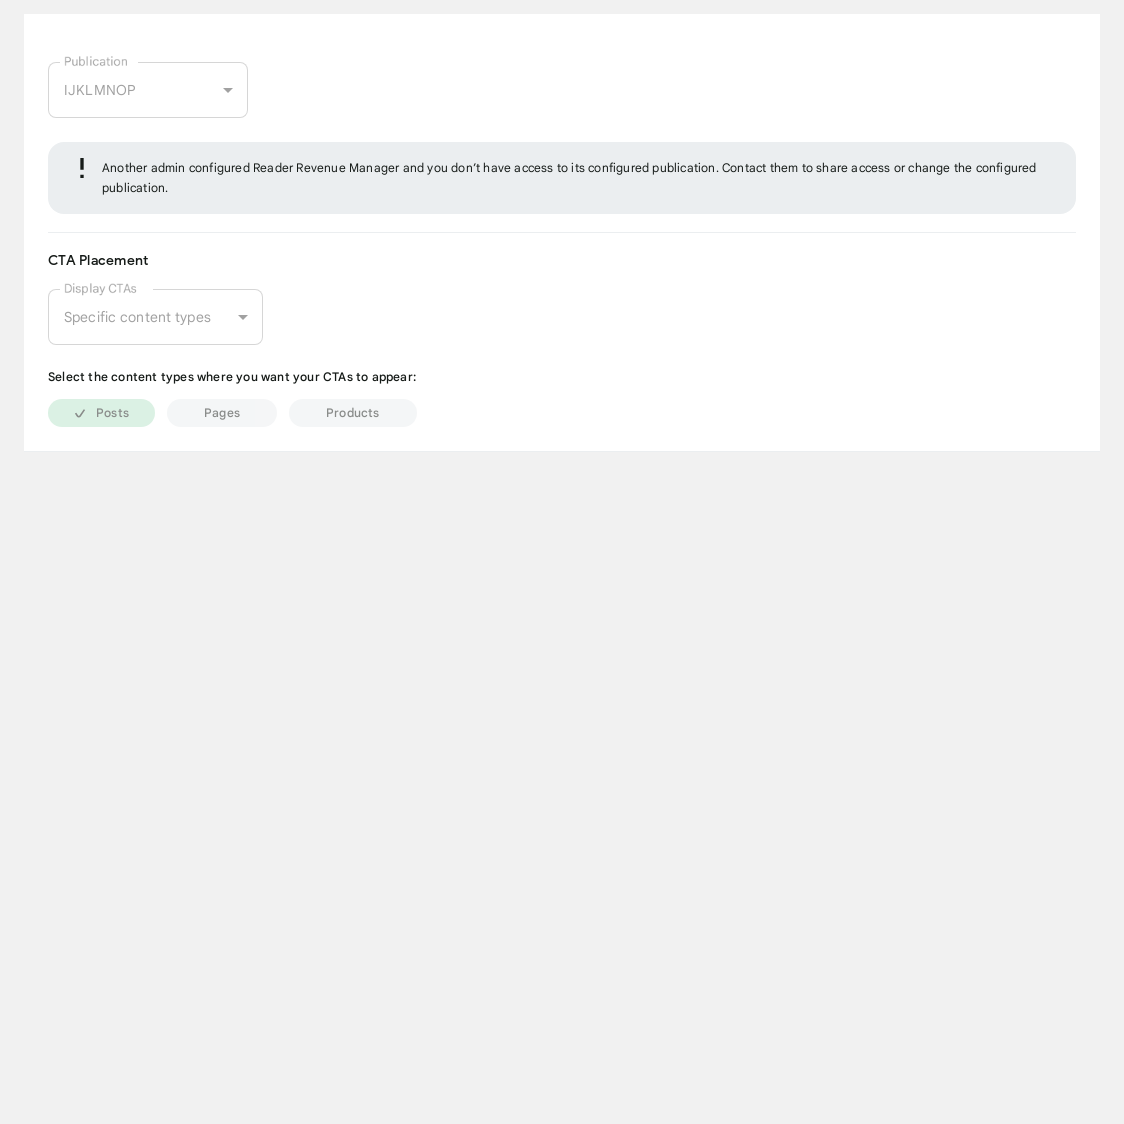 Publication
IJKLMNOP
! Another admin configured Reader Revenue Manager and you don’t have access to its configured publication. Contact them to share access or change the configured
publication.
CTA Placement
Display CTAs
Specific content types
Select the content types where you want your CTAs to appear:
Posts Pages Products